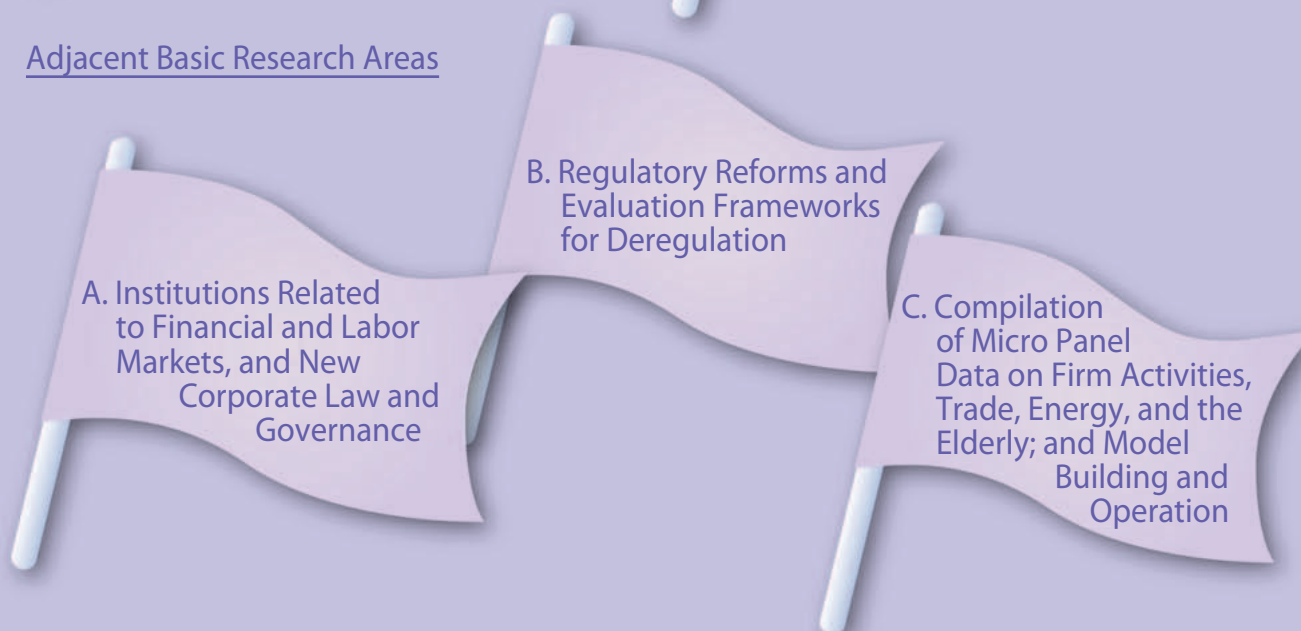 Adjacent Basic Research Areas
A. Institutions Related
to Financial and Labor
Markets, and New
Corporate Law and
Governance
B. Regulatory Reforms and
Evaluation Frameworks
for Deregulation
C. Compilation
of Micro Panel
Data on Firm Activities,
Trade, Energy, and the
Elderly; and Model
Building and
Operation